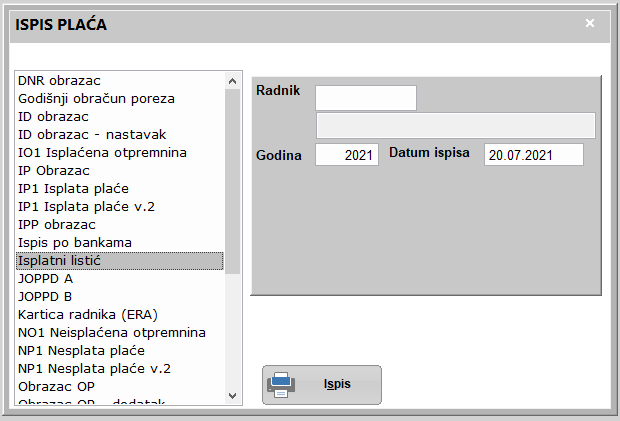 ISPIS PLAĆA
DNR obrazac
Godišnji obračun poreza
ID obrazac
ID obrazac - nastavak
IO1 Isplaćena otpremnina
IP Obrazac
IP1 Isplata plaće
IP1 Isplata plaće v.2
IPP obrazac
Ispis po bankama
Isplatni listić
JOPPD A
JOPPD B
Kartica radnika (ERA)
NO1 Neisplaćena otpremnina
NP1 Nesplata plaće
NP1 Nesplata plaće v.2
Obrazac OP
Obrazac OP - dodatak
Radnik
Godina 2021 Datum ispisa 20.07.2021
Ispis